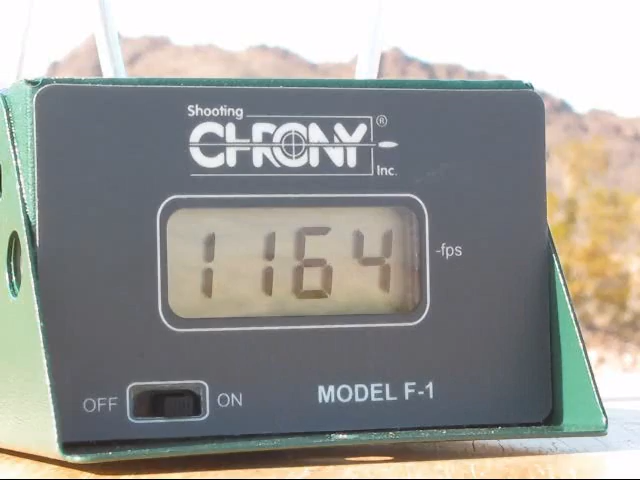 Shooting
CHRONY ®
Inc.
1164 -fps
OFF ON MODEL F-1